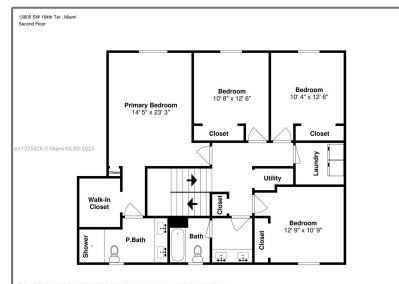 13605 SW 184th Ter., Miami
Second Floor
Bedroom
10' 8" x 12' 6"
Bedroom
10' 4" x 12' 6"
Primary Bedroom
14' 5" x 23' 3"
Closet
Closet
A11375826 © Miami MLS® 2023
Laundry
Closet
Utility
Walk-In
Closet
Closet
Bedroom
12' 9" x 10' 9"
Shower
P.Bath
Bath
Closet